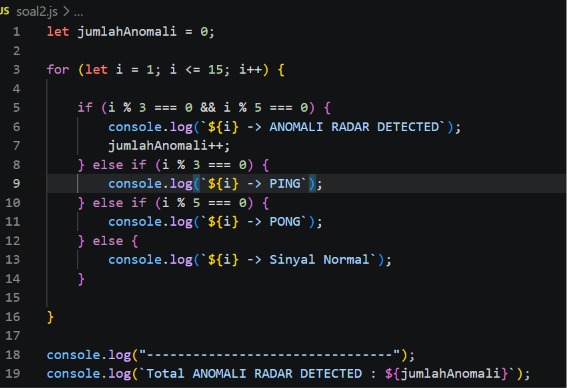 JS soal2.js > ...
1 let jumlahAnomali = 0;
2
3 for (let i = 1; i <= 15; i++) {
4
5     if (i % 3 === 0 && i % 5 === 0) {
6         console.log(`${i} -> ANOMALI RADAR DETECTED`);
7         jumlahAnomali++;
8     } else if (i % 3 === 0) {
9         console.log(`${i} -> PING`);
10     } else if (i % 5 === 0) {
11         console.log(`${i} -> PONG`);
12     } else {
13         console.log(`${i} -> Sinyal Normal`);
14     }
15
16 }
17
18 console.log("-------------------------------");
19 console.log(`Total ANOMALI RADAR DETECTED : ${jumlahAnomali}`);